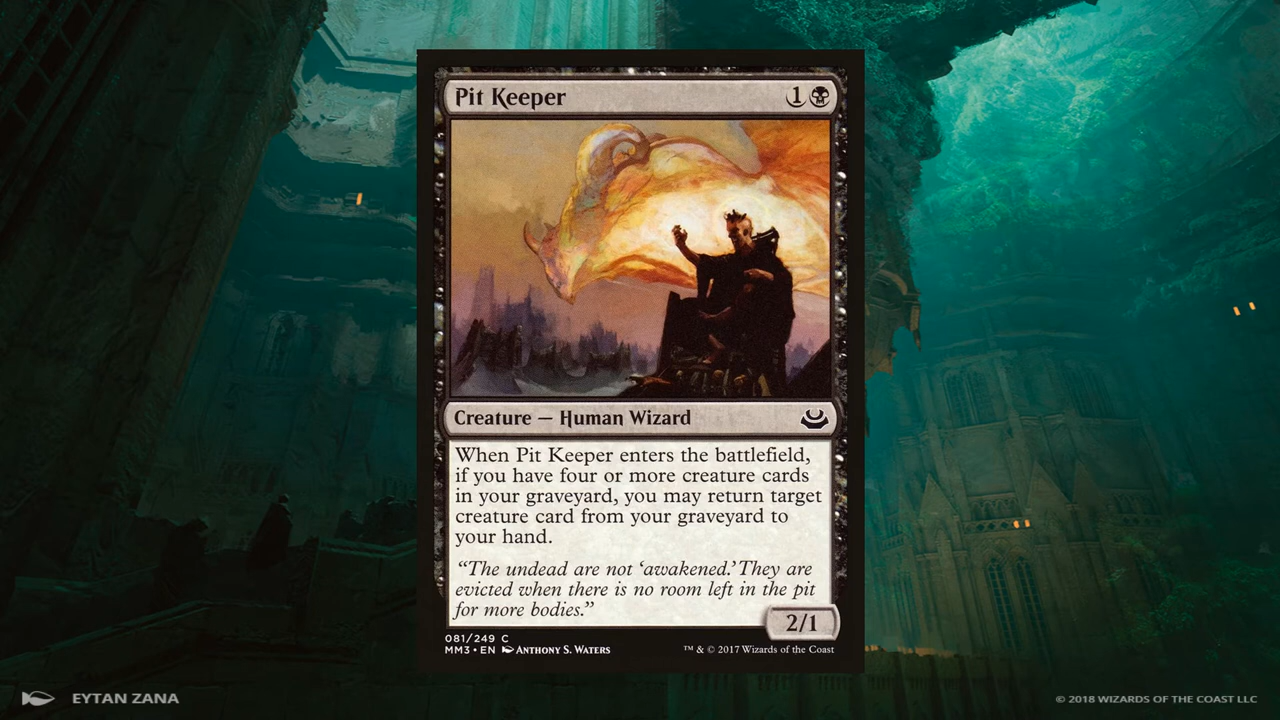 Pit Keeper 1
Creature — Human Wizard
When Pit Keeper enters the battlefield,
if you have four or more creature cards
in your graveyard, you may return target
creature card from your graveyard to
your hand.
“The undead are not ‘awakened.’ They are
evicted when there is no room left in the pit
for more bodies.”
2/1
081/249 C
MM3 • EN Anthony S. Waters
™ & © 2017 Wizards of the Coast
EYTAN ZANA
© 2018 WIZARDS OF THE COAST LLC